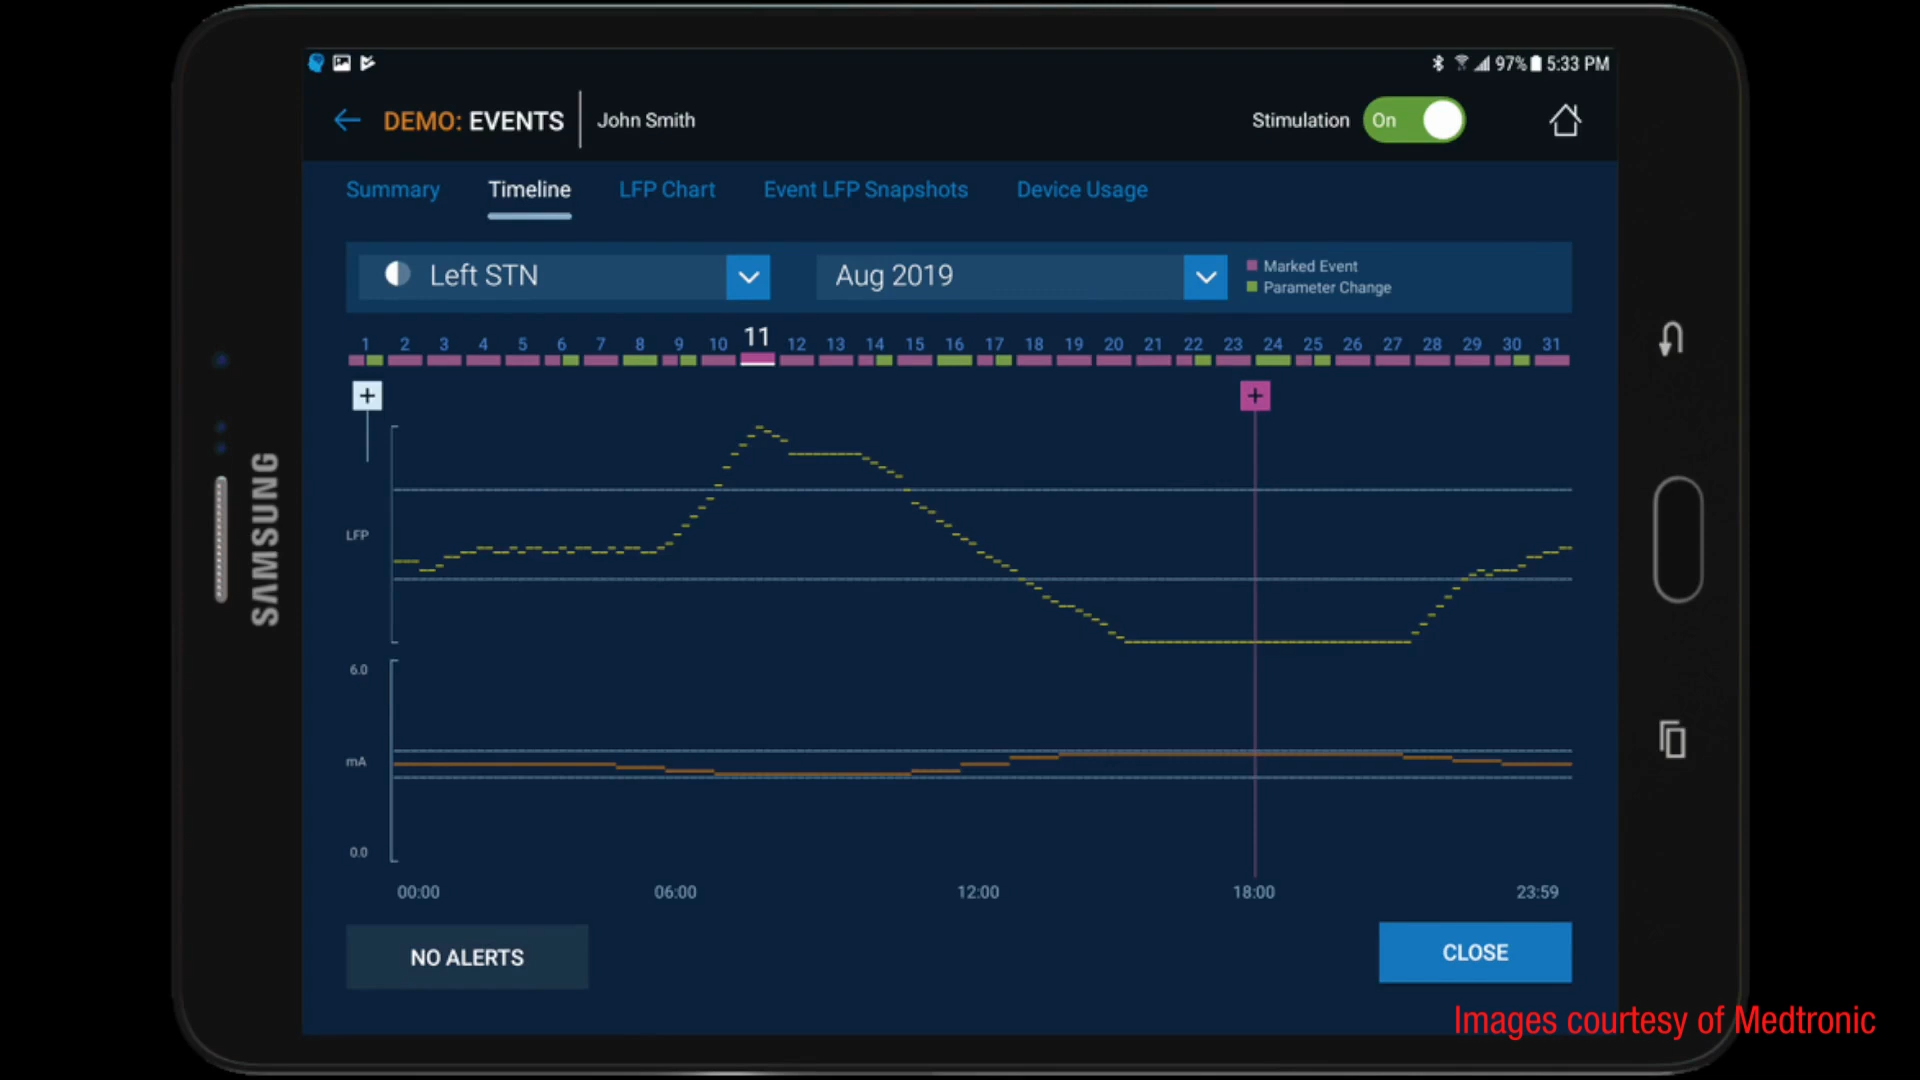 97% 5:33 PM
DEMO: EVENTS John Smith Stimulation On
Summary Timeline LFP Chart Event LFP Snapshots Device Usage
Left STN Aug 2019
Marked Event
Parameter Change
1 2 3 4 5 6 7 8 9 10 11 12 13 14 15 16 17 18 19 20 21 22 23 24 25 26 27 28 29 30 31
+ +
LFP
6.0
mA
0.0
00:00 06:00 12:00 18:00 23:59
NO ALERTS CLOSE
SAMSUNG
Images courtesy of Medtronic